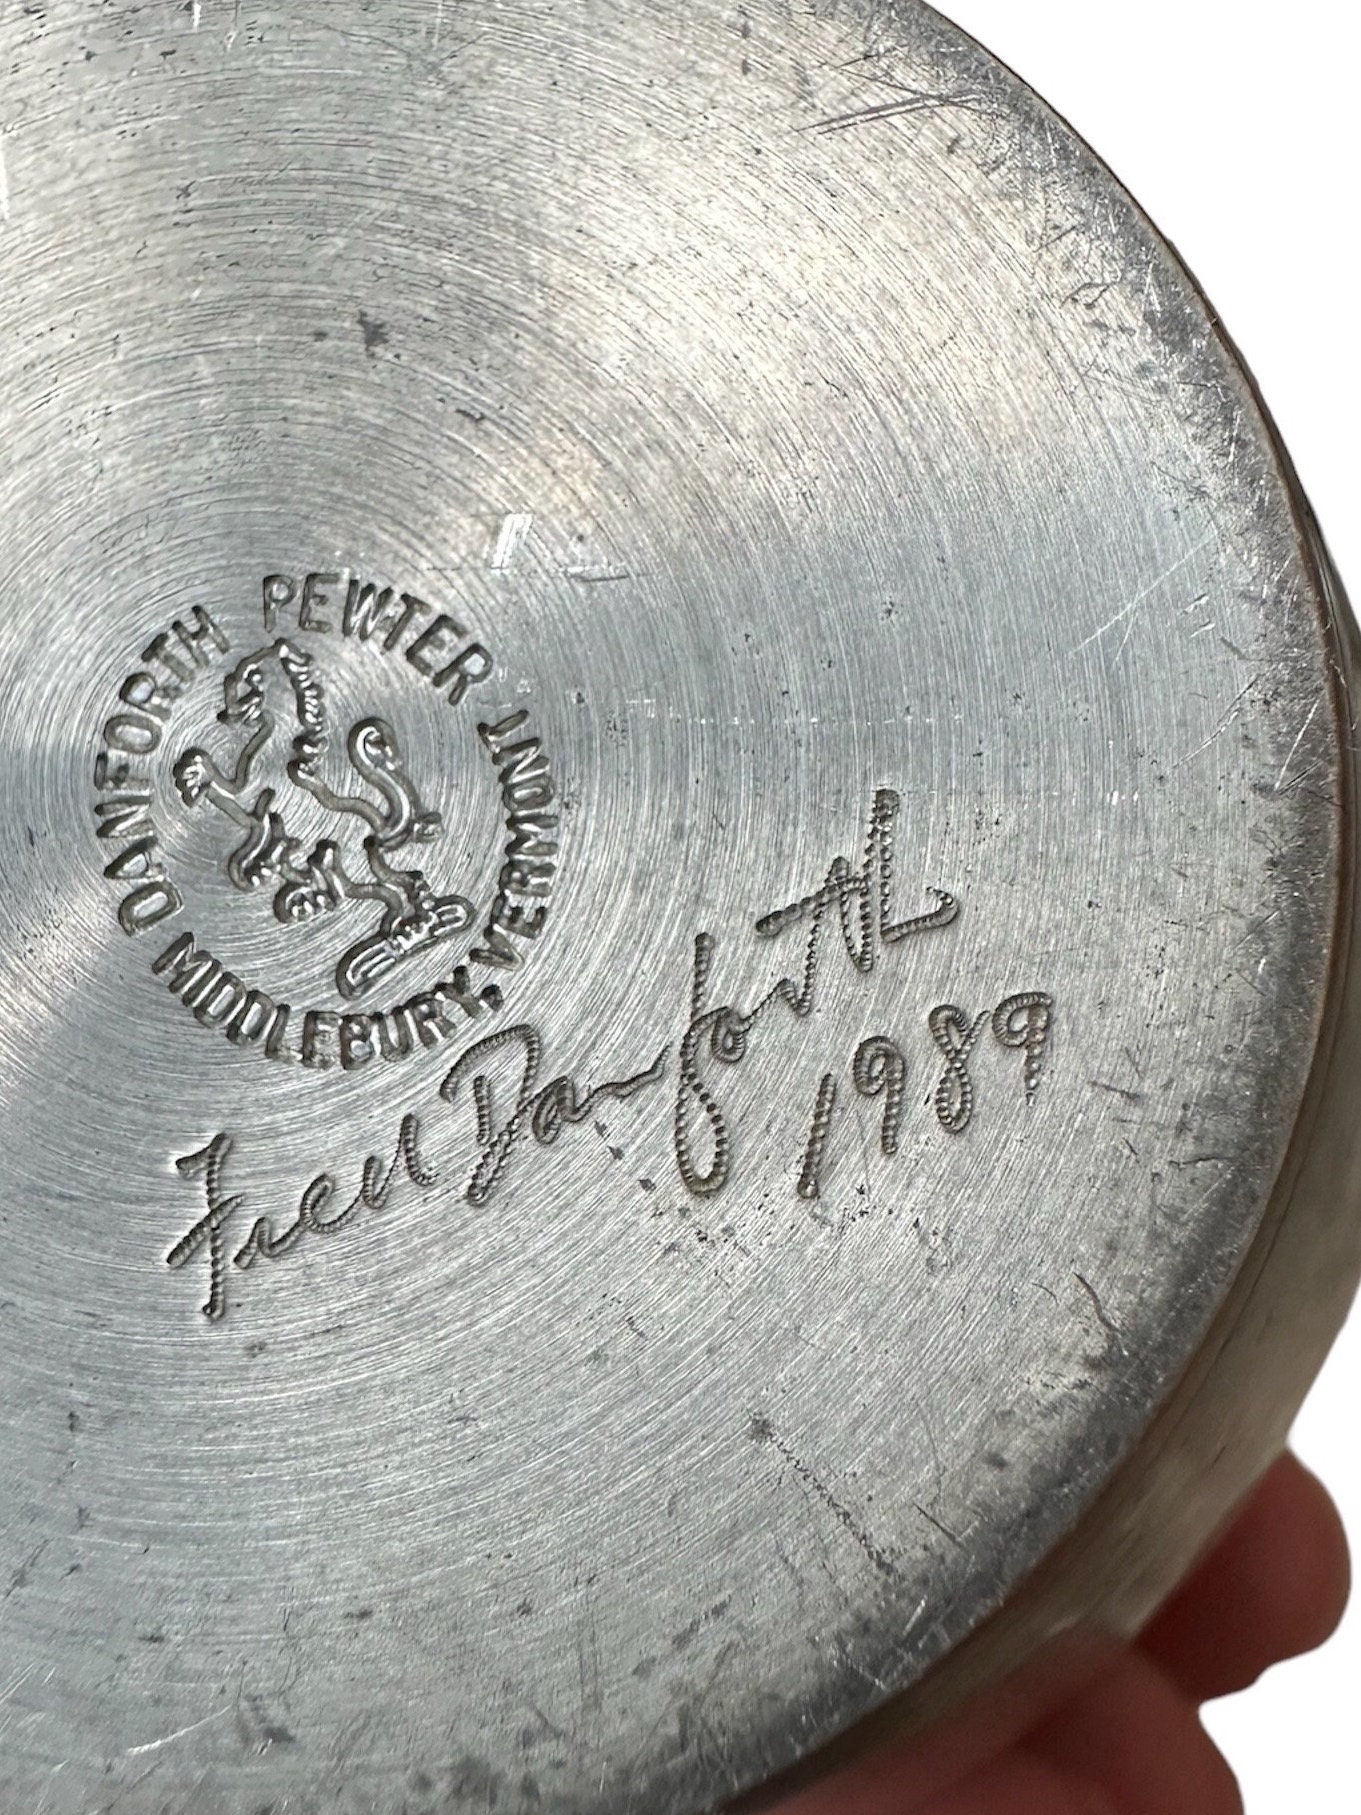 DANFORTH PEWTER
MIDDLEBURY, VERMONT
Fred Danforth
1989